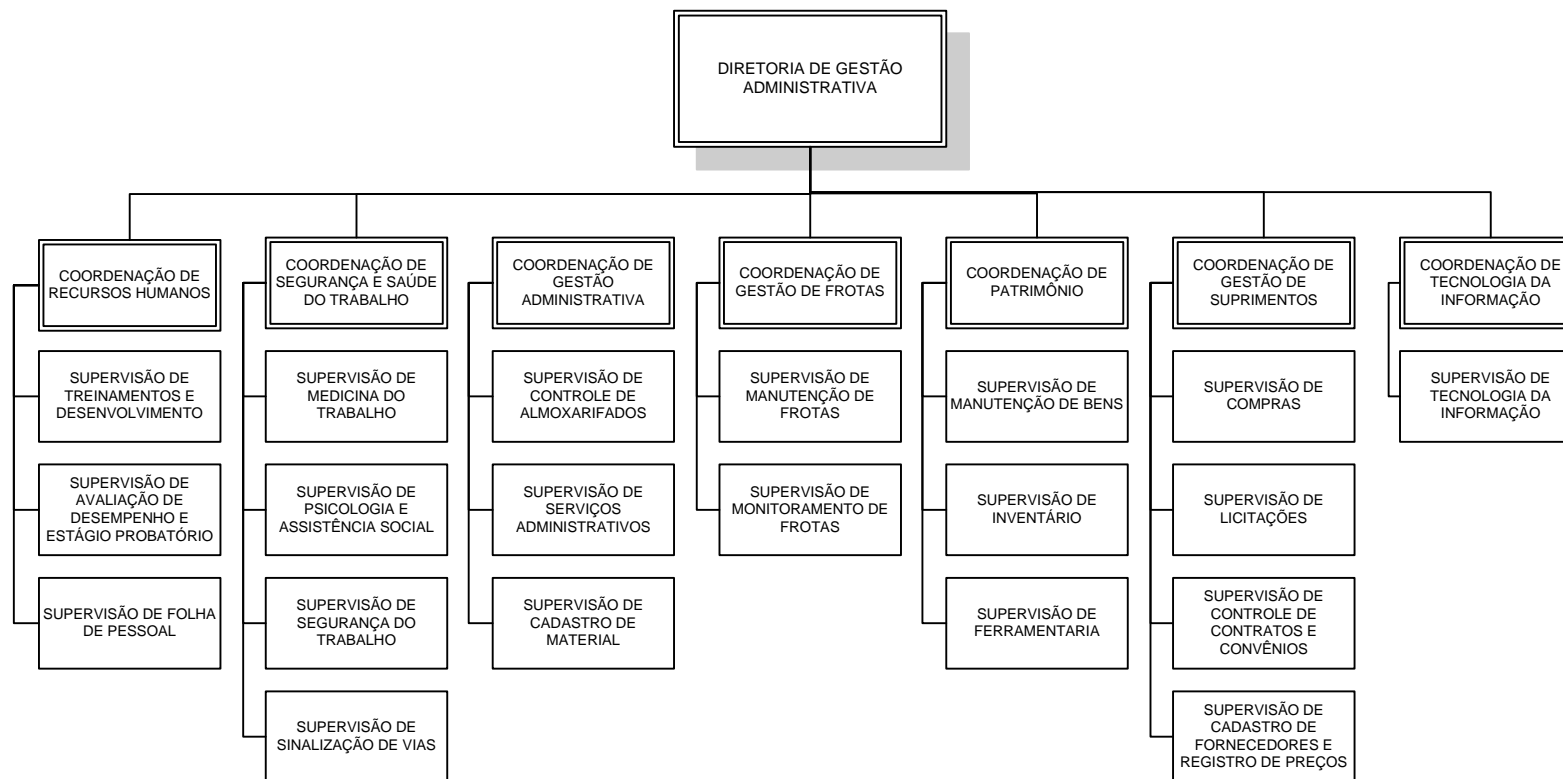 DIRETORIA DE GESTÃO
ADMINISTRATIVA
COORDENAÇÃO DE
RECURSOS HUMANOS
COORDENAÇÃO DE
SEGURANÇA E SAÚDE
DO TRABALHO
COORDENAÇÃO DE
GESTÃO
ADMINISTRATIVA
COORDENAÇÃO DE
GESTÃO DE FROTAS
COORDENAÇÃO DE
PATRIMÔNIO
COORDENAÇÃO DE
GESTÃO DE
SUPRIMENTOS
COORDENAÇÃO DE
TECNOLOGIA DA
INFORMAÇÃO
SUPERVISÃO DE
TREINAMENTOS E
DESENVOLVIMENTO
SUPERVISÃO DE
MEDICINA DO
TRABALHO
SUPERVISÃO DE
CONTROLE DE
ALMOXARIFADOS
SUPERVISÃO DE
MANUTENÇÃO DE
FROTAS
SUPERVISÃO DE
MANUTENÇÃO DE BENS
SUPERVISÃO DE
COMPRAS
SUPERVISÃO DE
TECNOLOGIA DA
INFORMAÇÃO
SUPERVISÃO DE
AVALIAÇÃO DE
DESEMPENHO E
ESTÁGIO PROBATÓRIO
SUPERVISÃO DE
PSICOLOGIA E
ASSISTÊNCIA SOCIAL
SUPERVISÃO DE
SERVIÇOS
ADMINISTRATIVOS
SUPERVISÃO DE
MONITORAMENTO DE
FROTAS
SUPERVISÃO DE
INVENTÁRIO
SUPERVISÃO DE
LICITAÇÕES
SUPERVISÃO DE FOLHA
DE PESSOAL
SUPERVISÃO DE
SEGURANÇA DO
TRABALHO
SUPERVISÃO DE
CADASTRO DE
MATERIAL
SUPERVISÃO DE
FERRAMENTARIA
SUPERVISÃO DE
CONTROLE DE
CONTRATOS E
CONVÊNIOS
SUPERVISÃO DE
SINALIZAÇÃO DE VIAS
SUPERVISÃO DE
CADASTRO DE
FORNECEDORES E
REGISTRO DE PREÇOS